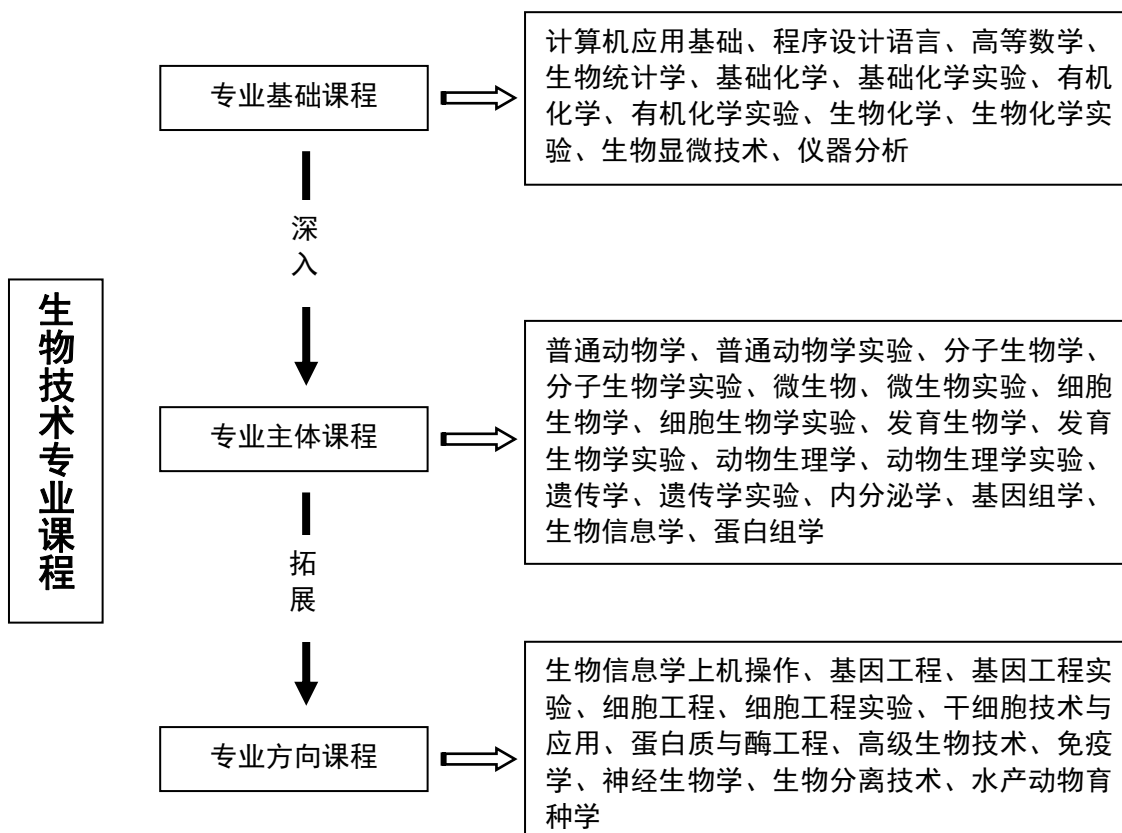 专业基础课程
计算机应用基础、程序设计语言、高等数学、
生物统计学、基础化学、基础化学实验、有机
化学、有机化学实验、生物化学、生物化学实
验、生物显微技术、仪器分析
深
入
生物技术专业课程
专业主体课程
普通动物学、普通动物学实验、分子生物学、
分子生物学实验、微生物、微生物实验、细胞
生物学、细胞生物学实验、发育生物学、发育
生物学实验、动物生理学、动物生理学实验、
遗传学、遗传学实验、内分泌学、基因组学、
生物信息学、蛋白组学
拓
展
专业方向课程
生物信息学上机操作、基因工程、基因工程实
验、细胞工程、细胞工程实验、干细胞技术与
应用、蛋白质与酶工程、高级生物技术、免疫
学、神经生物学、生物分离技术、水产动物育
种学